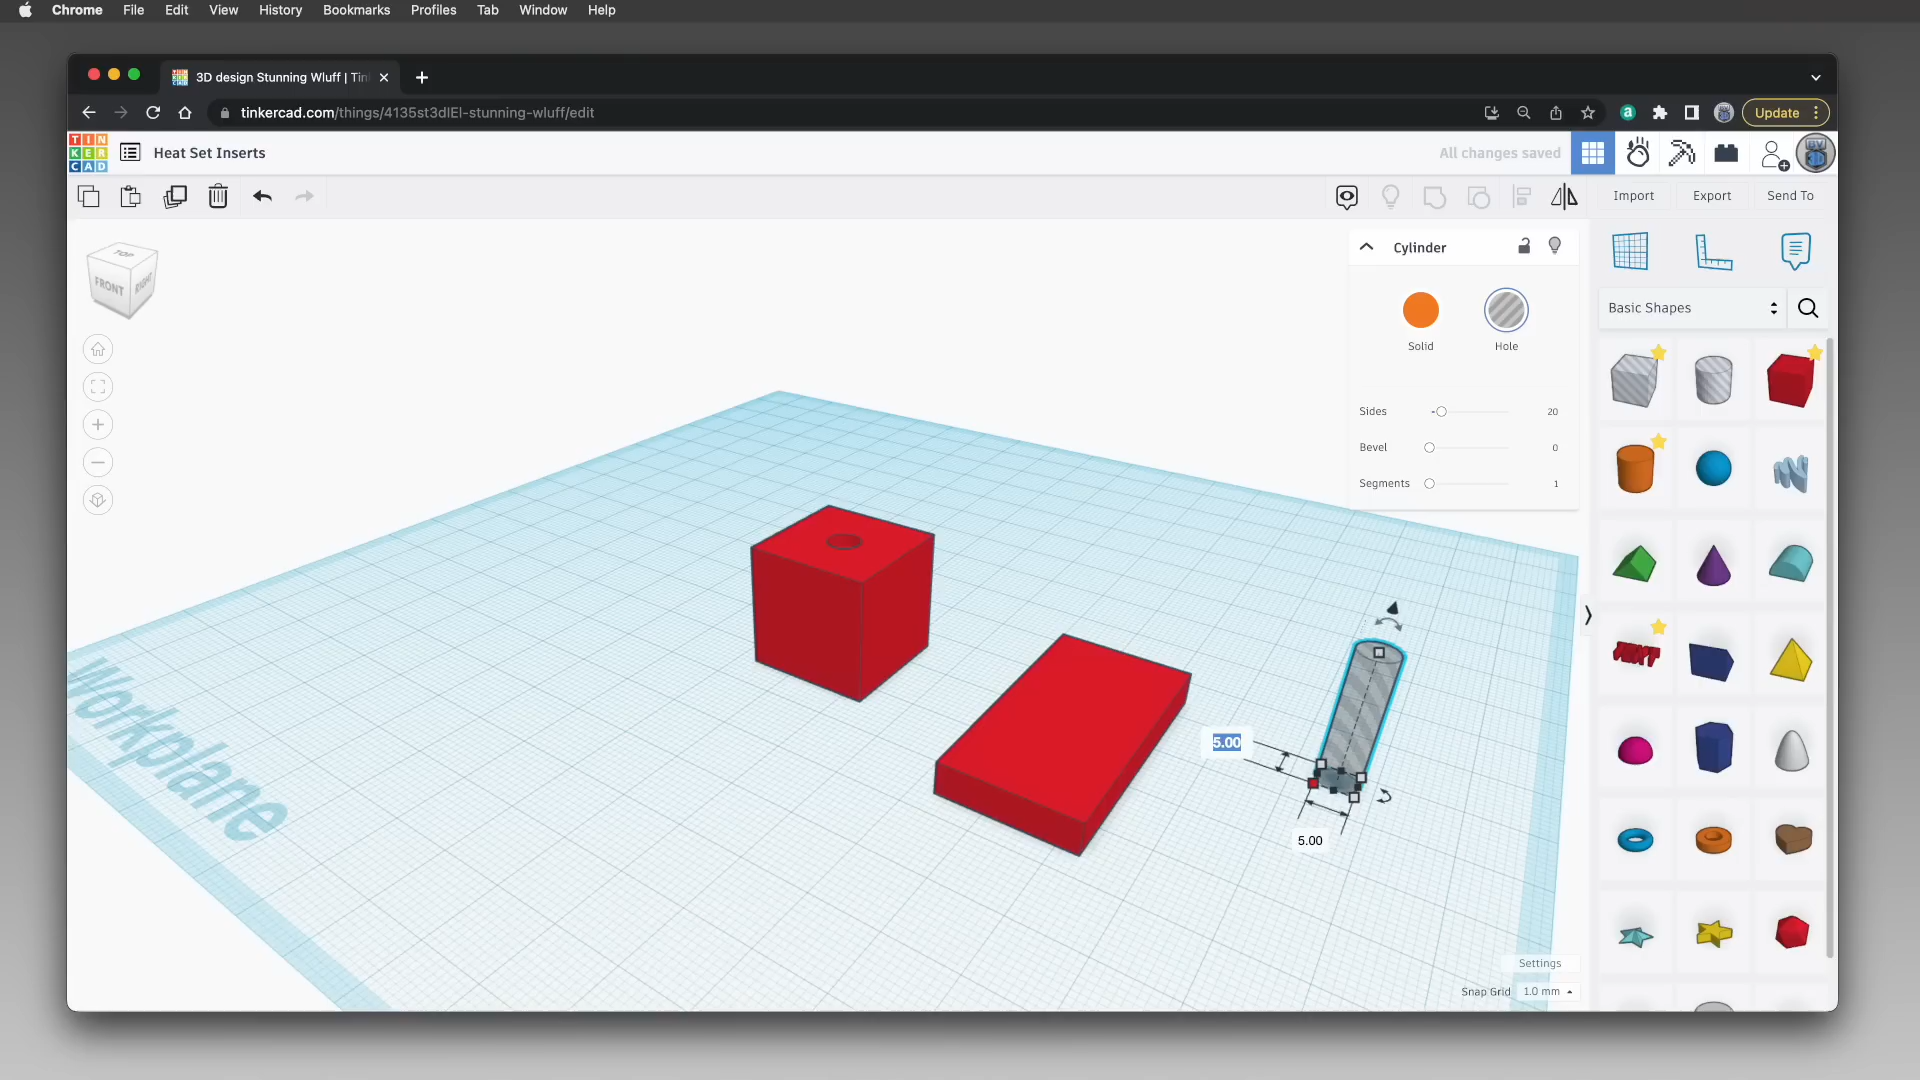 Chrome File Edit View History Bookmarks Profiles Tab Window Help
3D design Stunning Wluff | Tin
tinkercad.com/things/4135st3dlEl-stunning-wluff/edit
Update
TIN
KER
CAD
Heat Set Inserts
All changes saved
Import Export Send To
TOP
FRONT
RIGHT
Cylinder
Solid
Hole
Sides 20
Bevel 0
Segments 1
Basic Shapes
Workplane
5.00
5.00
Settings
Snap Grid 1.0 mm